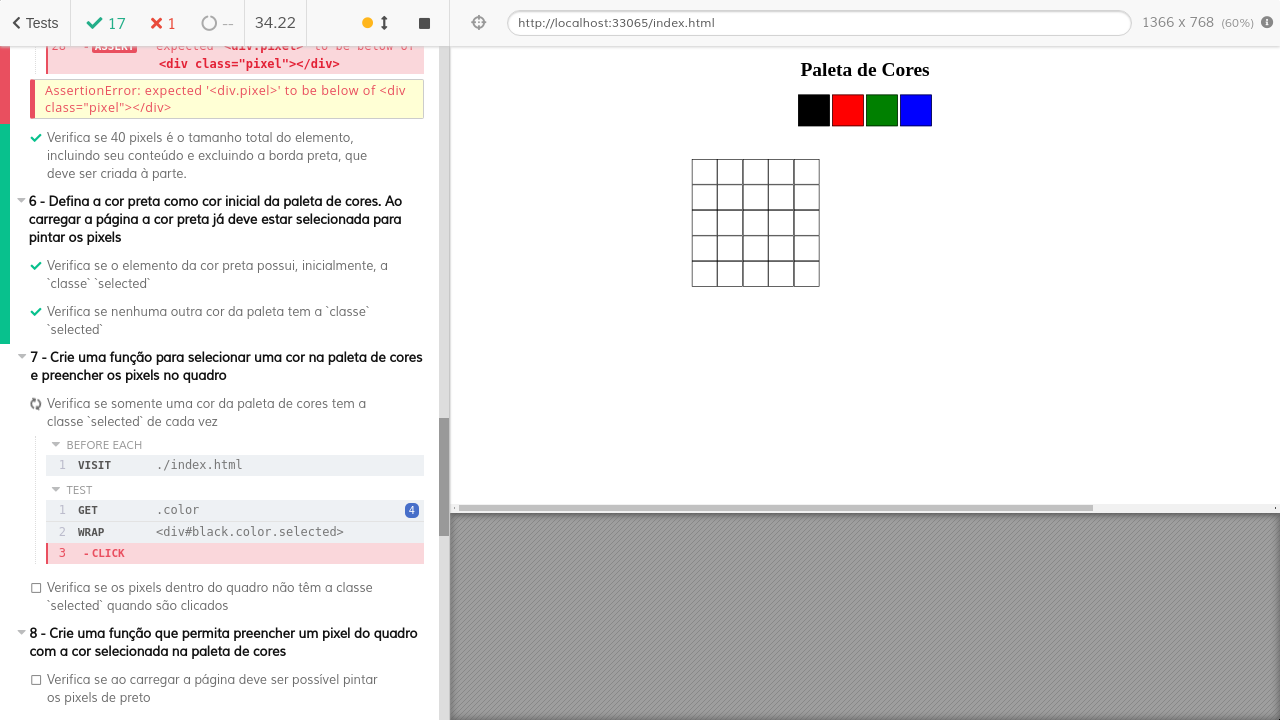 Tests
17
1
--
34.22
http://localhost:33065/index.html
1366 x 768 (60%)
28 - ASSERT expected '<div.pixel>' to be below of
<div class="pixel"></div>
AssertionError: expected '<div.pixel>' to be below of <div
class="pixel"></div>
Verifica se 40 pixels é o tamanho total do elemento,
incluindo seu conteúdo e excluindo a borda preta, que
deve ser criada à parte.
6 - Defina a cor preta como cor inicial da paleta de cores. Ao
carregar a página a cor preta já deve estar selecionada para
pintar os pixels
Verifica se o elemento da cor preta possui, inicialmente, a
`classe` `selected`
Verifica se nenhuma outra cor da paleta tem a `classe`
`selected`
7 - Crie uma função para selecionar uma cor na paleta de cores
e preencher os pixels no quadro
Verifica se somente uma cor da paleta de cores tem a
classe `selected` de cada vez
BEFORE EACH
1 VISIT ./index.html
TEST
1 GET .color 4
2 WRAP <div#black.color.selected>
3 - CLICK
Verifica se os pixels dentro do quadro não têm a classe
`selected` quando são clicados
8 - Crie uma função que permita preencher um pixel do quadro
com a cor selecionada na paleta de cores
Verifica se ao carregar a página deve ser possível pintar
os pixels de preto
Paleta de Cores